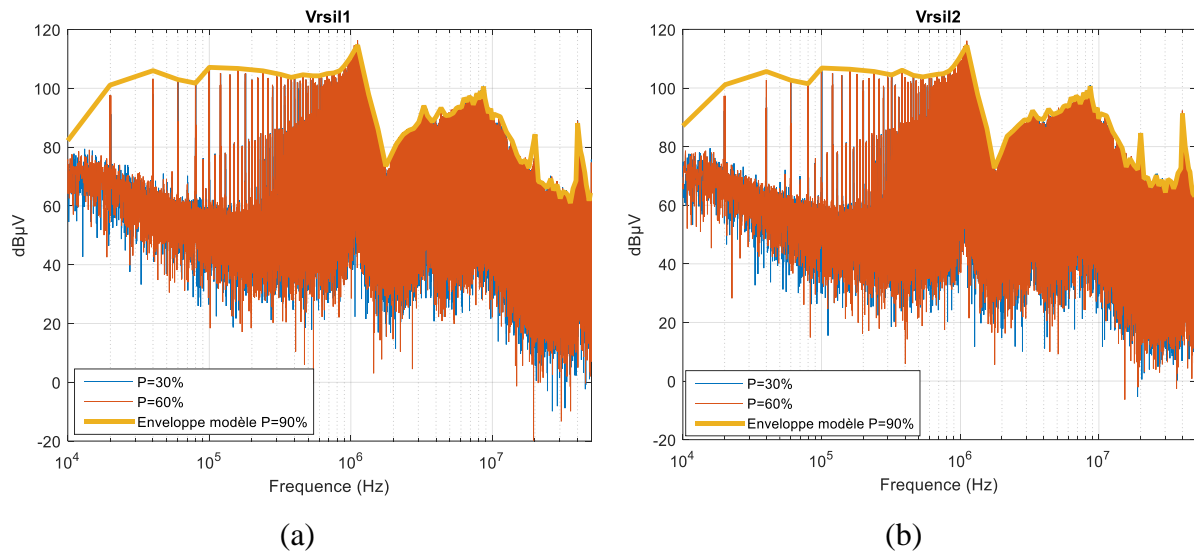 Vrsil1
120
100
80
60
40
20
0
-20
dBµV
P=30%
P=60%
Enveloppe modèle P=90%
10^4
10^5
10^6
10^7
Frequence (Hz)
(a)
Vrsil2
120
100
80
60
40
20
0
-20
dBµV
P=30%
P=60%
Enveloppe modèle P=90%
10^4
10^5
10^6
10^7
Frequence (Hz)
(b)